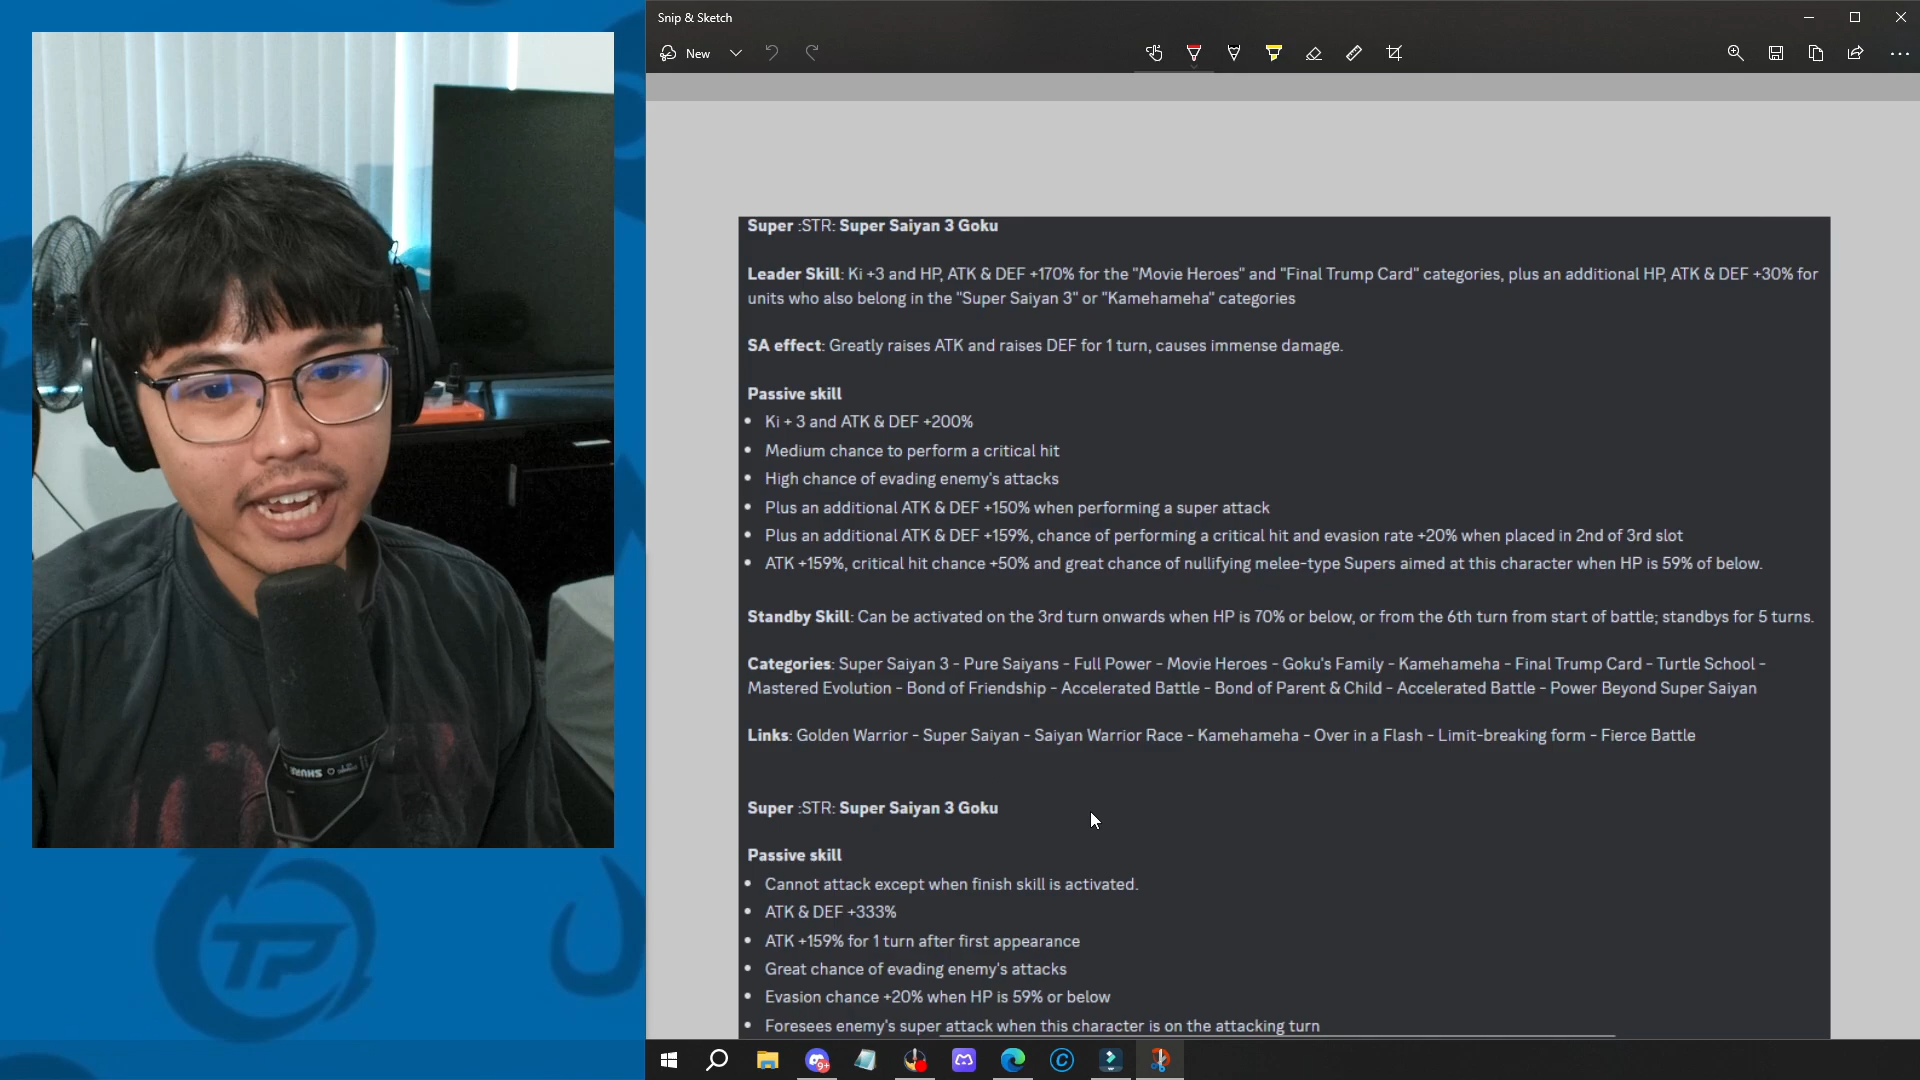 Snip & Sketch
New
Super :STR: Super Saiyan 3 Goku
Leader Skill: Ki +3 and HP, ATK & DEF +170% for the "Movie Heroes" and "Final Trump Card" categories, plus an additional HP, ATK & DEF +30% for
units who also belong in the "Super Saiyan 3" or "Kamehameha" categories
SA effect: Greatly raises ATK and raises DEF for 1 turn, causes immense damage.
Passive skill
• Ki + 3 and ATK & DEF +200%
• Medium chance to perform a critical hit
• High chance of evading enemy's attacks
• Plus an additional ATK & DEF +150% when performing a super attack
• Plus an additional ATK & DEF +159%, chance of performing a critical hit and evasion rate +20% when placed in 2nd of 3rd slot
• ATK +159%, critical hit chance +50% and great chance of nullifying melee-type Supers aimed at this character when HP is 59% of below.
Standby Skill: Can be activated on the 3rd turn onwards when HP is 70% or below, or from the 6th turn from start of battle; standbys for 5 turns.
Categories: Super Saiyan 3 - Pure Saiyans - Full Power - Movie Heroes - Goku's Family - Kamehameha - Final Trump Card - Turtle School -
Mastered Evolution - Bond of Friendship - Accelerated Battle - Bond of Parent & Child - Accelerated Battle - Power Beyond Super Saiyan
Links: Golden Warrior - Super Saiyan - Saiyan Warrior Race - Kamehameha - Over in a Flash - Limit-breaking form - Fierce Battle
Super :STR: Super Saiyan 3 Goku
Passive skill
• Cannot attack except when finish skill is activated.
• ATK & DEF +333%
• ATK +159% for 1 turn after first appearance
• Great chance of evading enemy's attacks
• Evasion chance +20% when HP is 59% or below
• Foresees enemy's super attack when this character is on the attacking turn
SHURE
TP
9+